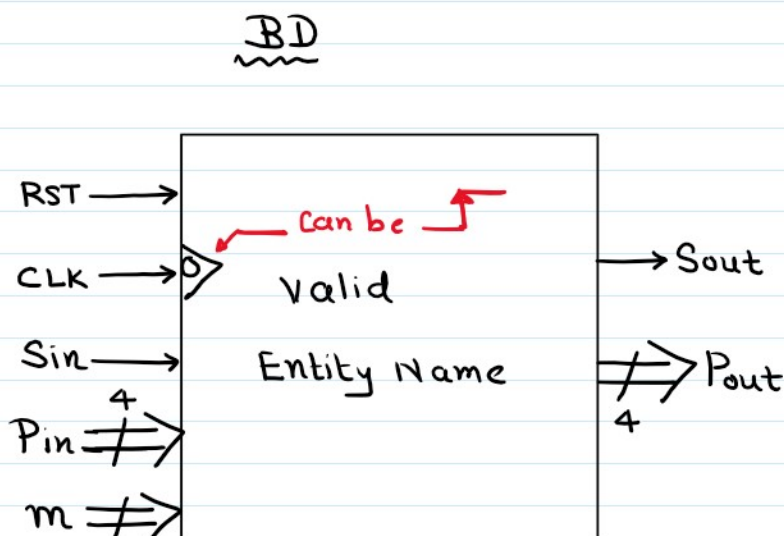 BD
RST
can be
CLK
Valid
Sout
Sin
Entity Name
4
Pout
4
Pin
m